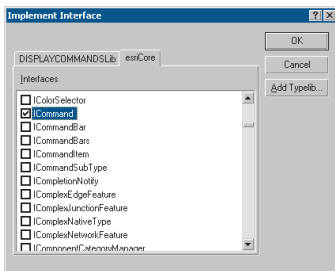 Implement Interface
OK
Cancel
Add Typelib...
DISPLAYCOMMANDSLib
esriCore
Interfaces
IColorSelector
ICommand
ICommandBar
ICommandBars
ICommandItem
ICommandSubType
ICompletionNotify
IComplexEdgeFeature
IComplexJunctionFeature
IComplexNativeType
IComplexNetworkFeature
IComponentCategoryManager